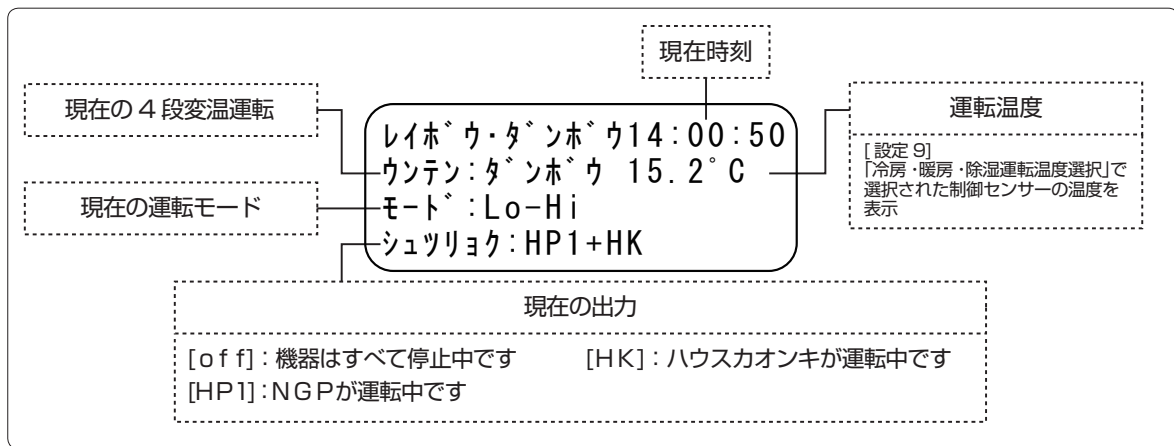 現在時刻
現在の4段変温運転
運転温度
レイボウ・ダンボウ14:00:50
ウンテン:ダンボウ 15.2°C
[設定9]
「冷房・暖房・除湿運転温度選択」で
選択された制御センサーの温度を
表示
現在の運転モード
モード:Lo-Hi
シュツリョク:HP1+HK
現在の出力
[off]:機器はすべて停止中です [HK]:ハウスカオンキが運転中です
[HP1]:NGPが運転中です